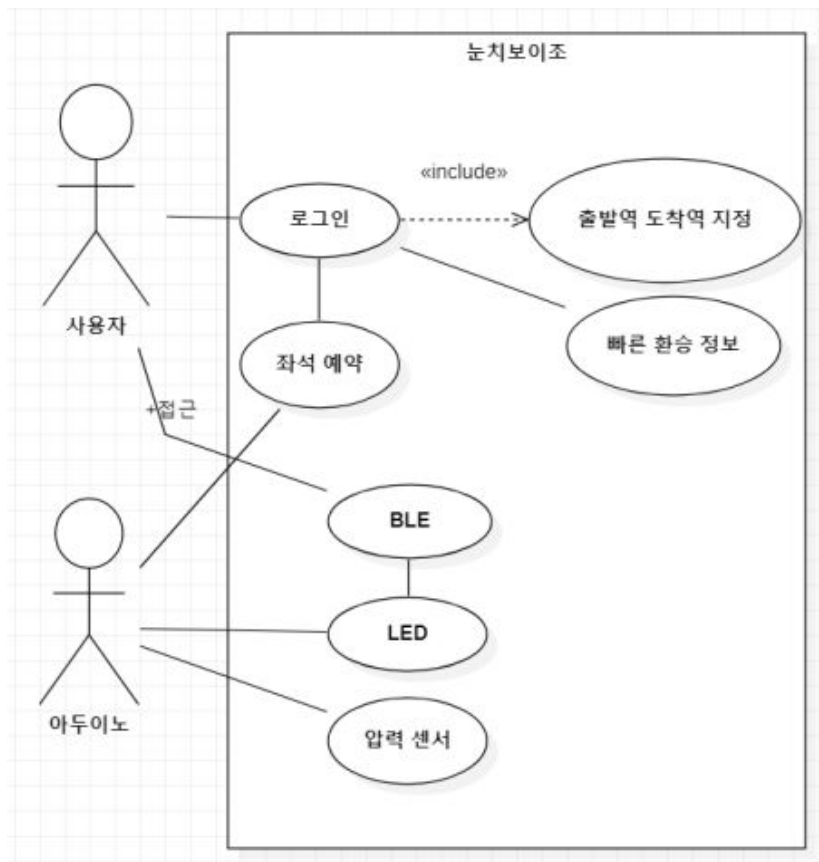 눈치보이조
«include»
로그인
출발역 도착역 지정
사용자
좌석 예약
빠른 환승 정보
+접근
BLE
LED
아두이노
압력 센서